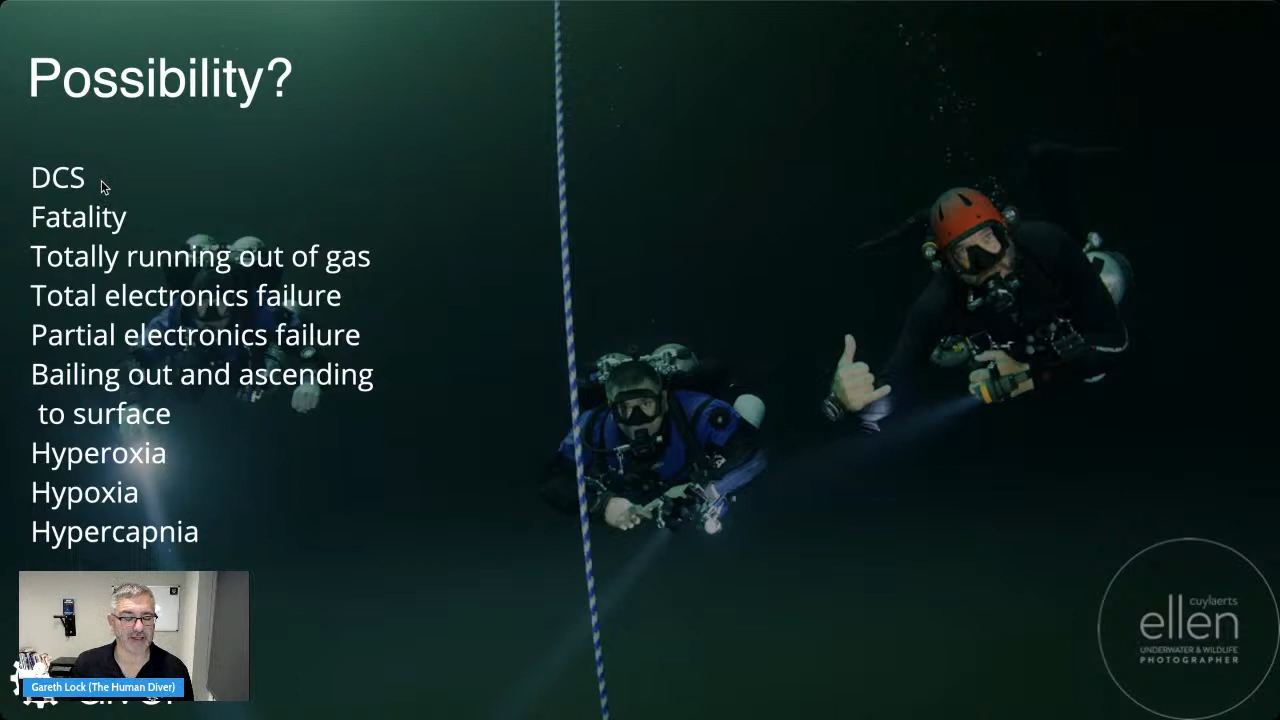 Possibility?
DCS
Fatality
Totally running out of gas
Total electronics failure
Partial electronics failure
Bailing out and ascending
to surface
Hyperoxia
Hypoxia
Hypercapnia
Gareth Lock (The Human Diver)
cuylaerts
ellen
UNDERWATER & WILDLIFE
PHOTOGRAPHER